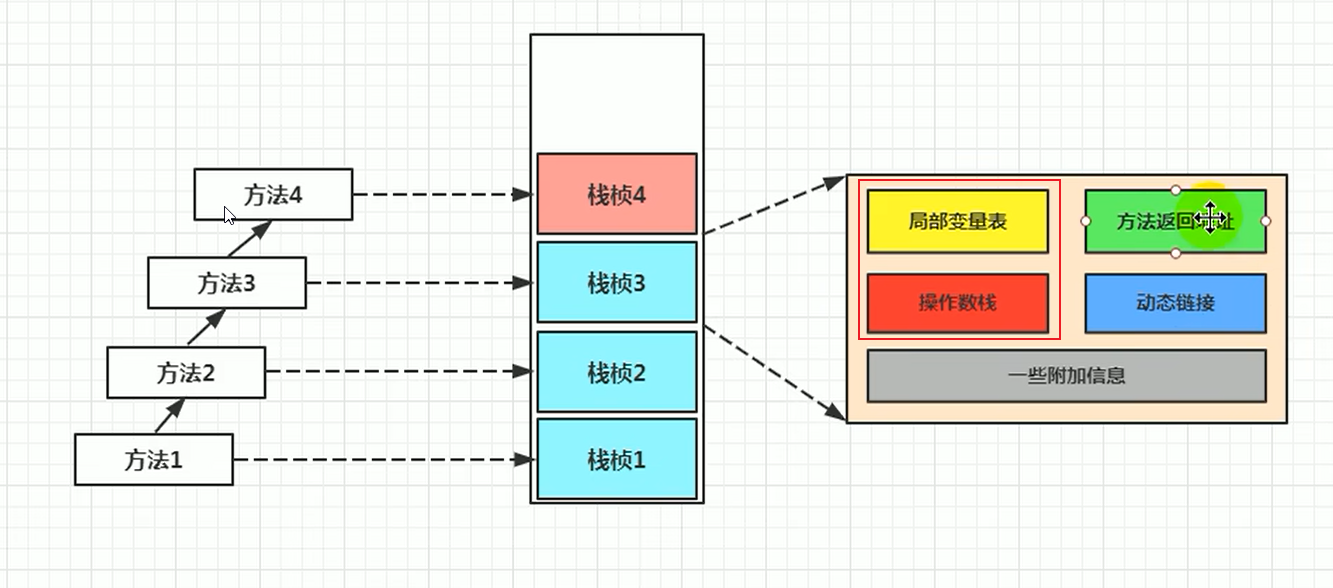 方法4
方法3
方法2
方法1
栈桢4
栈桢3
栈桢2
栈桢1
局部变量表
方法返回地址
操作数栈
动态链接
一些附加信息